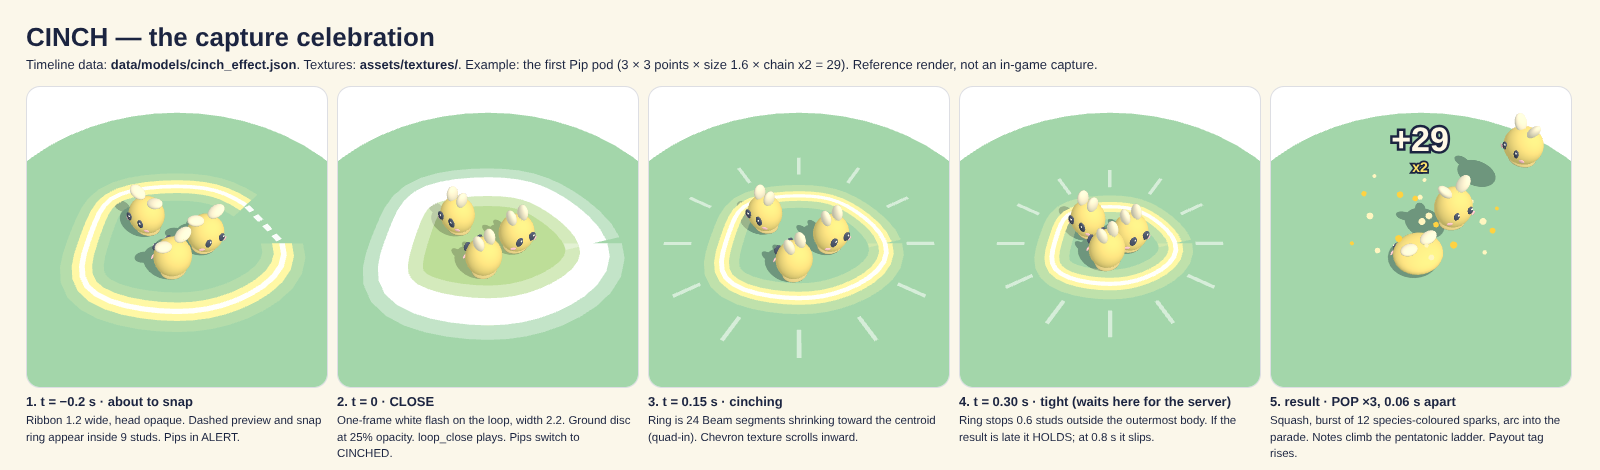 CINCH — the capture celebration
Timeline data: data/models/cinch_effect.json. Textures: assets/textures/. Example: the first Pip pod (3 × 3 points × size 1.6 × chain x2 = 29). Reference render, not an in-game capture.
+29
x2
1. t = −0.2 s · about to snap
Ribbon 1.2 wide, head opaque. Dashed preview and snap
ring appear inside 9 studs. Pips in ALERT.
2. t = 0 · CLOSE
One-frame white flash on the loop, width 2.2. Ground disc
at 25% opacity. loop_close plays. Pips switch to
CINCHED.
3. t = 0.15 s · cinching
Ring is 24 Beam segments shrinking toward the centroid
(quad-in). Chevron texture scrolls inward.
4. t = 0.30 s · tight (waits here for the server)
Ring stops 0.6 studs outside the outermost body. If the
result is late it HOLDS; at 0.8 s it slips.
5. result · POP ×3, 0.06 s apart
Squash, burst of 12 species-coloured sparks, arc into the
parade. Notes climb the pentatonic ladder. Payout tag
rises.